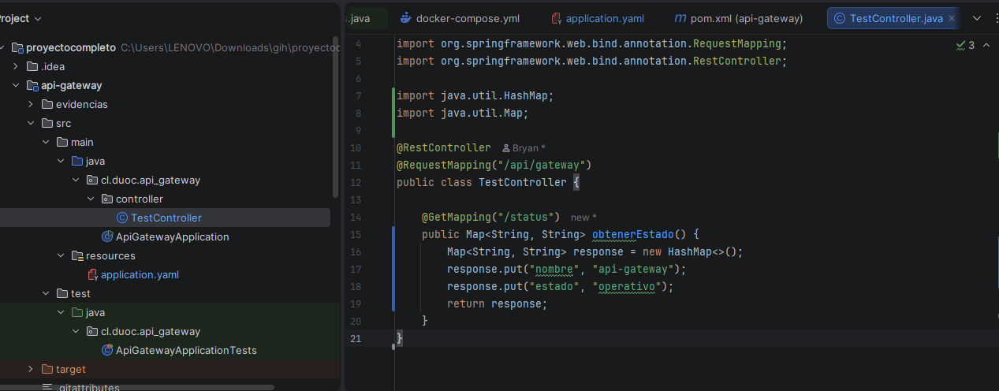 Project
proyectocompleto C:\Users\LENOVO\Downloads\gih\proyectoc
.idea
api-gateway
evidencias
src
main
java
cl.duoc.api_gateway
controller
TestController
ApiGatewayApplication
resources
application.yaml
test
java
cl.duoc.api_gateway
ApiGatewayApplicationTests
target
.gitattributes
s.java docker-compose.yml application.yaml m pom.xml (api-gateway) TestController.java
3
4 import org.springframework.web.bind.annotation.RequestMapping;
5 import org.springframework.web.bind.annotation.RestController;
6
7 import java.util.HashMap;
8 import java.util.Map;
9
10 @RestController Bryan *
11 @RequestMapping("/api/gateway")
12 public class TestController {
13
14 @GetMapping("/status") new *
15 public Map<String, String> obtenerEstado() {
16 Map<String, String> response = new HashMap<>();
17 response.put("nombre", "api-gateway");
18 response.put("estado", "operativo");
19 return response;
20 }
21 }